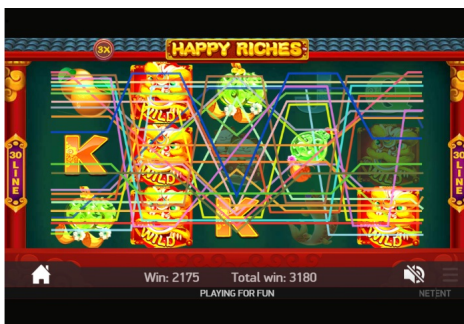 3X
HAPPY RICHES
WILD
K
WILD
30 LINE
30 LINE
WILD
K
WILD
Win: 2175 Total win: 3180
PLAYING FOR FUN
NETENT